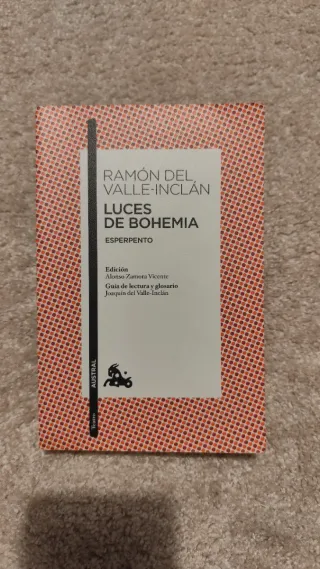 RAMÓN DEL
VALLE-INCLÁN
LUCES
DE BOHEMIA
ESPERPENTO
Edición
Alonso Zamora Vicente
Guía de lectura y glosario
Joaquín del Valle-Inclán
AUSTRAL
Teatro